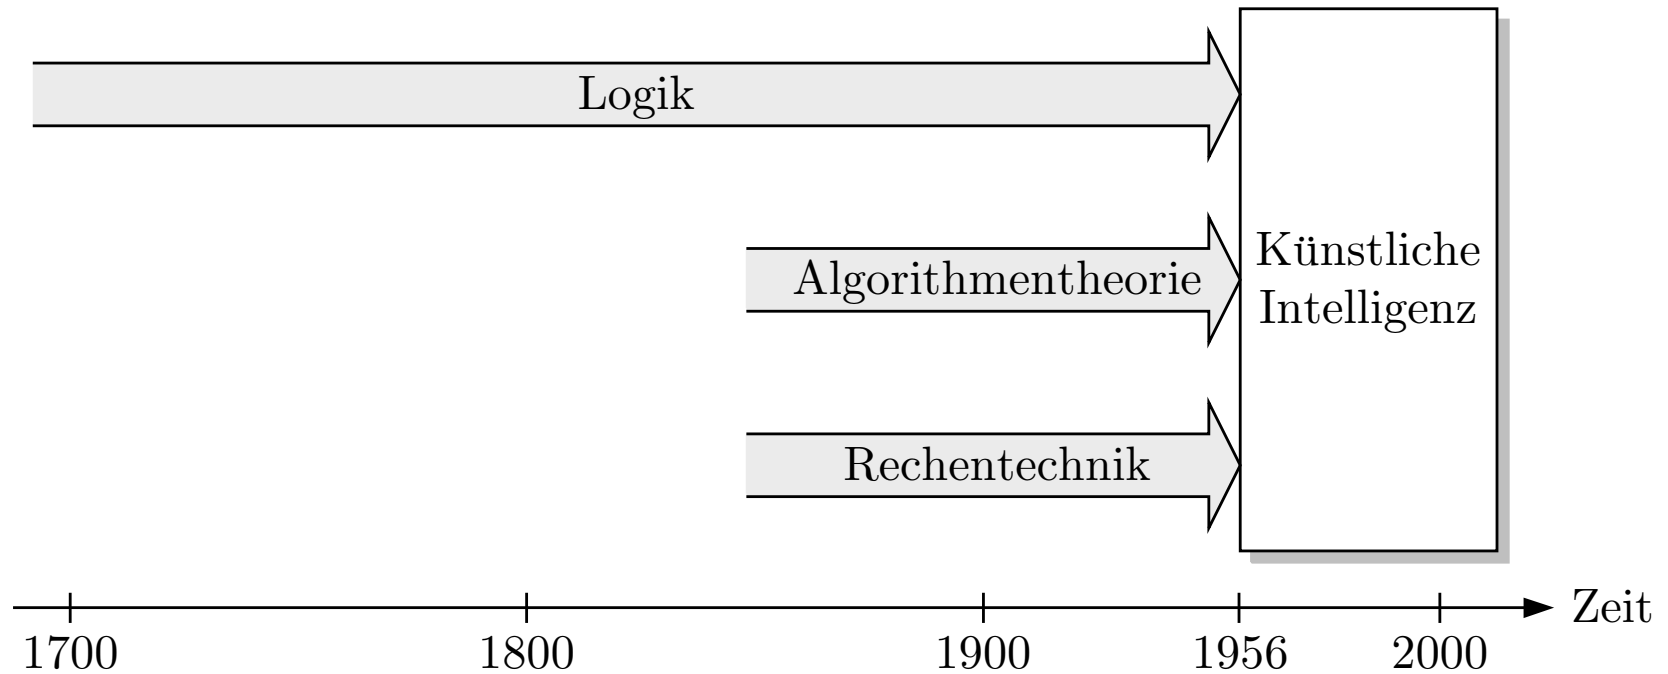 Logik
Algorithmentheorie
Künstliche
Intelligenz
Rechentechnik
Zeit
1700 1800 1900 1956 2000